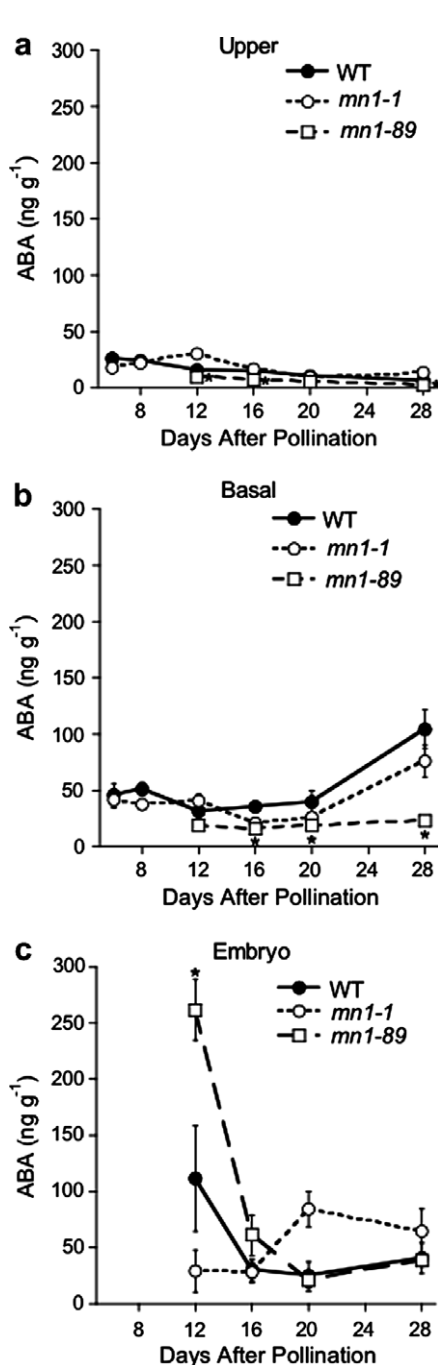 a
Upper
WT
mn1-1
mn1-89
ABA (ng g-1)
300
250
200
150
100
50
0
8 12 16 20 24 28
*
*
*
Days After Pollination
b
Basal
WT
mn1-1
mn1-89
ABA (ng g-1)
300
250
200
150
100
50
0
* * *
8 12 16 20 24 28
Days After Pollination
c
Embryo
*
WT
mn1-1
mn1-89
ABA (ng g-1)
300
250
200
150
100
50
0
8 12 16 20 24 28
Days After Pollination